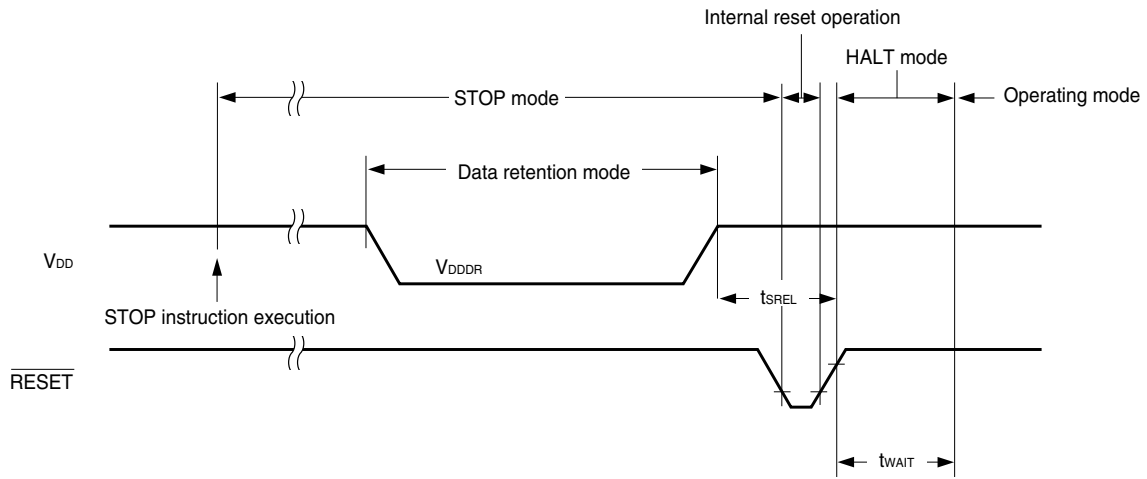 Internal reset operation
HALT mode
STOP mode
Operating mode
Data retention mode
VDD
VDDDR
tSREL
STOP instruction execution
RESET
tWAIT